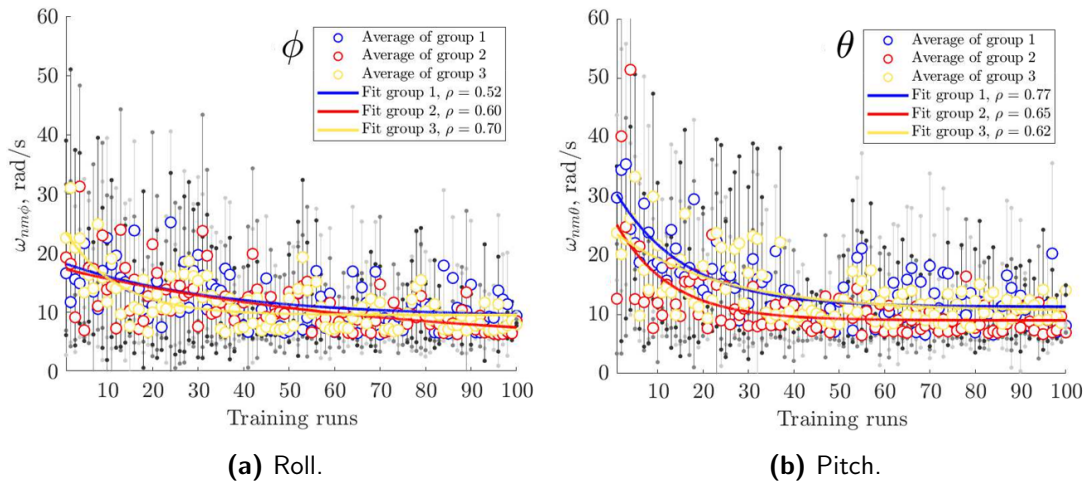 60
50
40
30
20
10
0
ω_{nmϕ}, rad/s
ϕ
Average of group 1
Average of group 2
Average of group 3
Fit group 1, ρ = 0.52
Fit group 2, ρ = 0.60
Fit group 3, ρ = 0.70
10 20 30 40 50 60 70 80 90 100
Training runs
(a) Roll.
60
50
40
30
20
10
0
ω_{nmθ}, rad/s
θ
Average of group 1
Average of group 2
Average of group 3
Fit group 1, ρ = 0.77
Fit group 2, ρ = 0.65
Fit group 3, ρ = 0.62
10 20 30 40 50 60 70 80 90 100
Training runs
(b) Pitch.